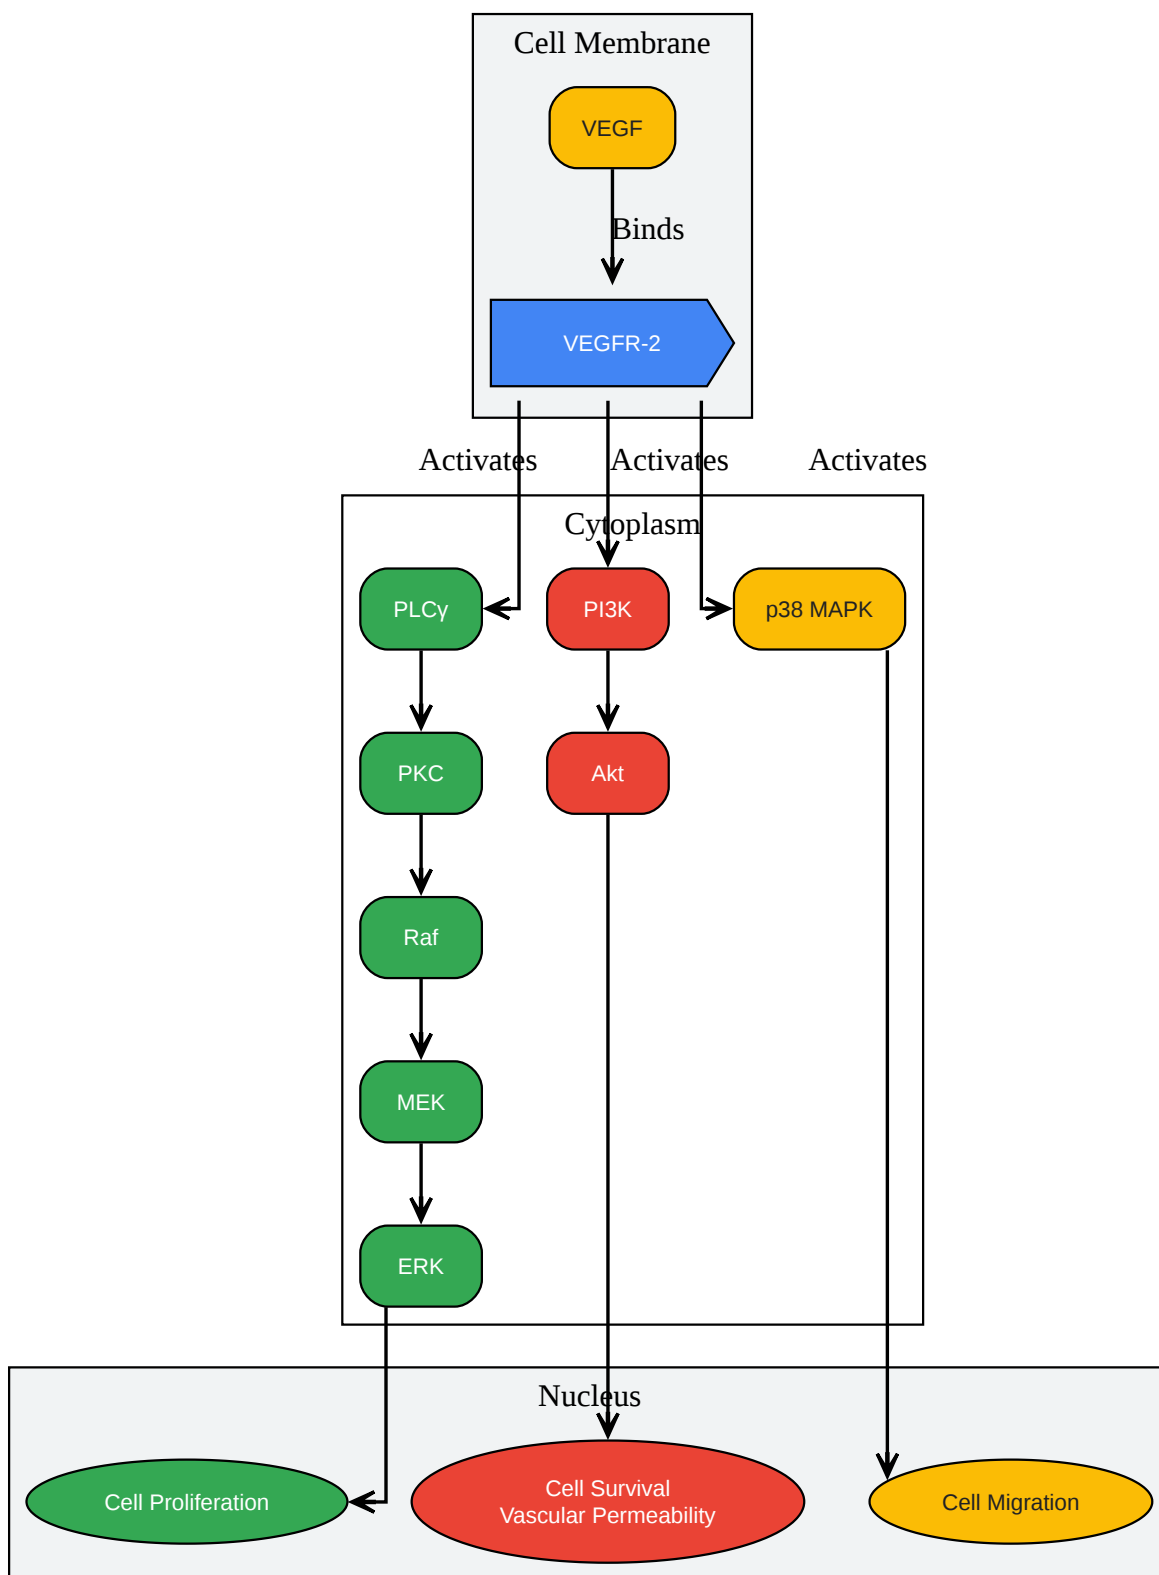 Cell Membrane
VEGF
Binds
VEGFR-2
Activates
Activates
Activates
Cytoplasm
PLCγ
PI3K
p38 MAPK
PKC
Akt
Raf
MEK
ERK
Nucleus
Cell Proliferation
Cell Survival
Vascular Permeability
Cell Migration